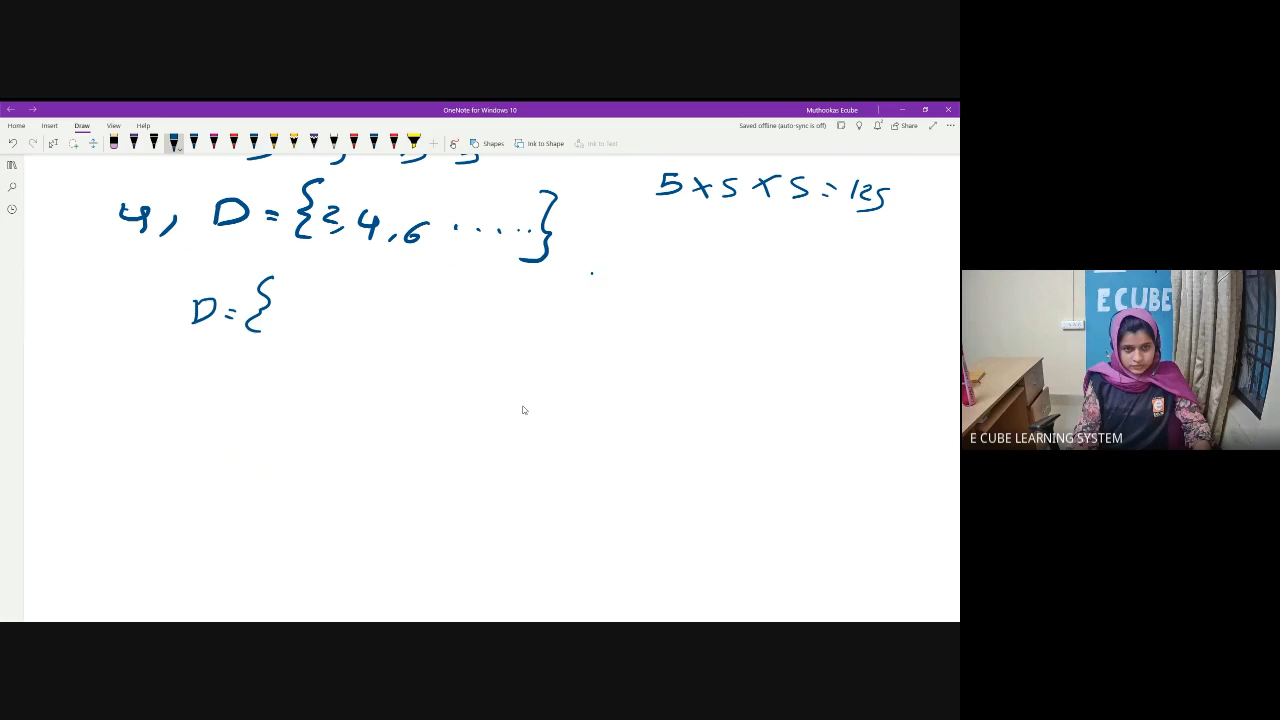 OneNote for Windows 10
Muthookas Ecube
Home Insert Draw View Help
Saved offline (auto-sync is off)
Share
Shapes
Ink to Shape
Ink to Text
5 × 5 × 5 = 125
4, D = {2, 4, 6 ......}
D = {
E CUBE
E CUBE LEARNING SYSTEM